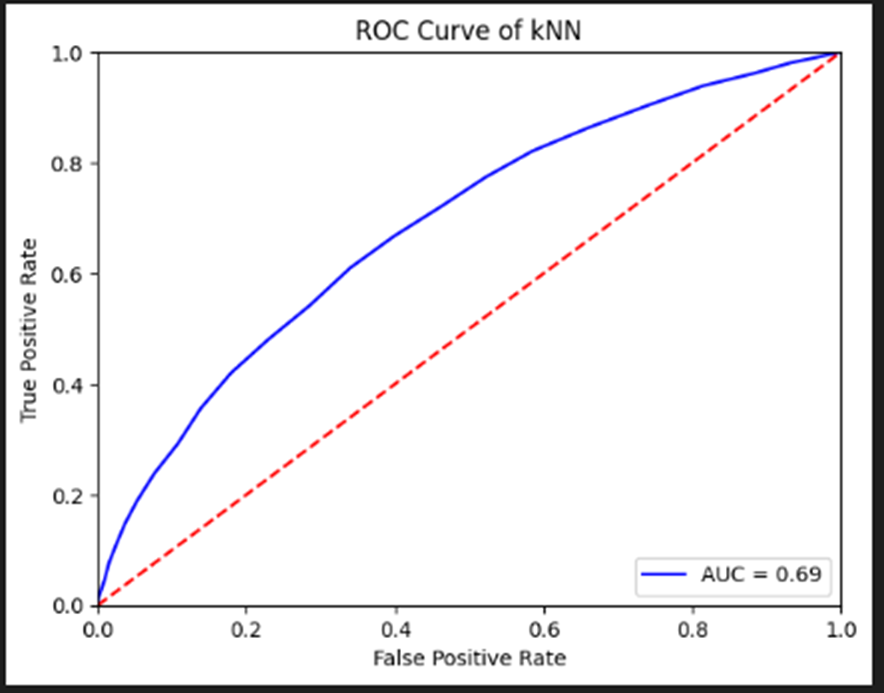 ROC Curve of kNN
1.0
0.8
0.6
0.4
0.2
0.0
True Positive Rate
AUC = 0.69
0.0 0.2 0.4 0.6 0.8 1.0
False Positive Rate